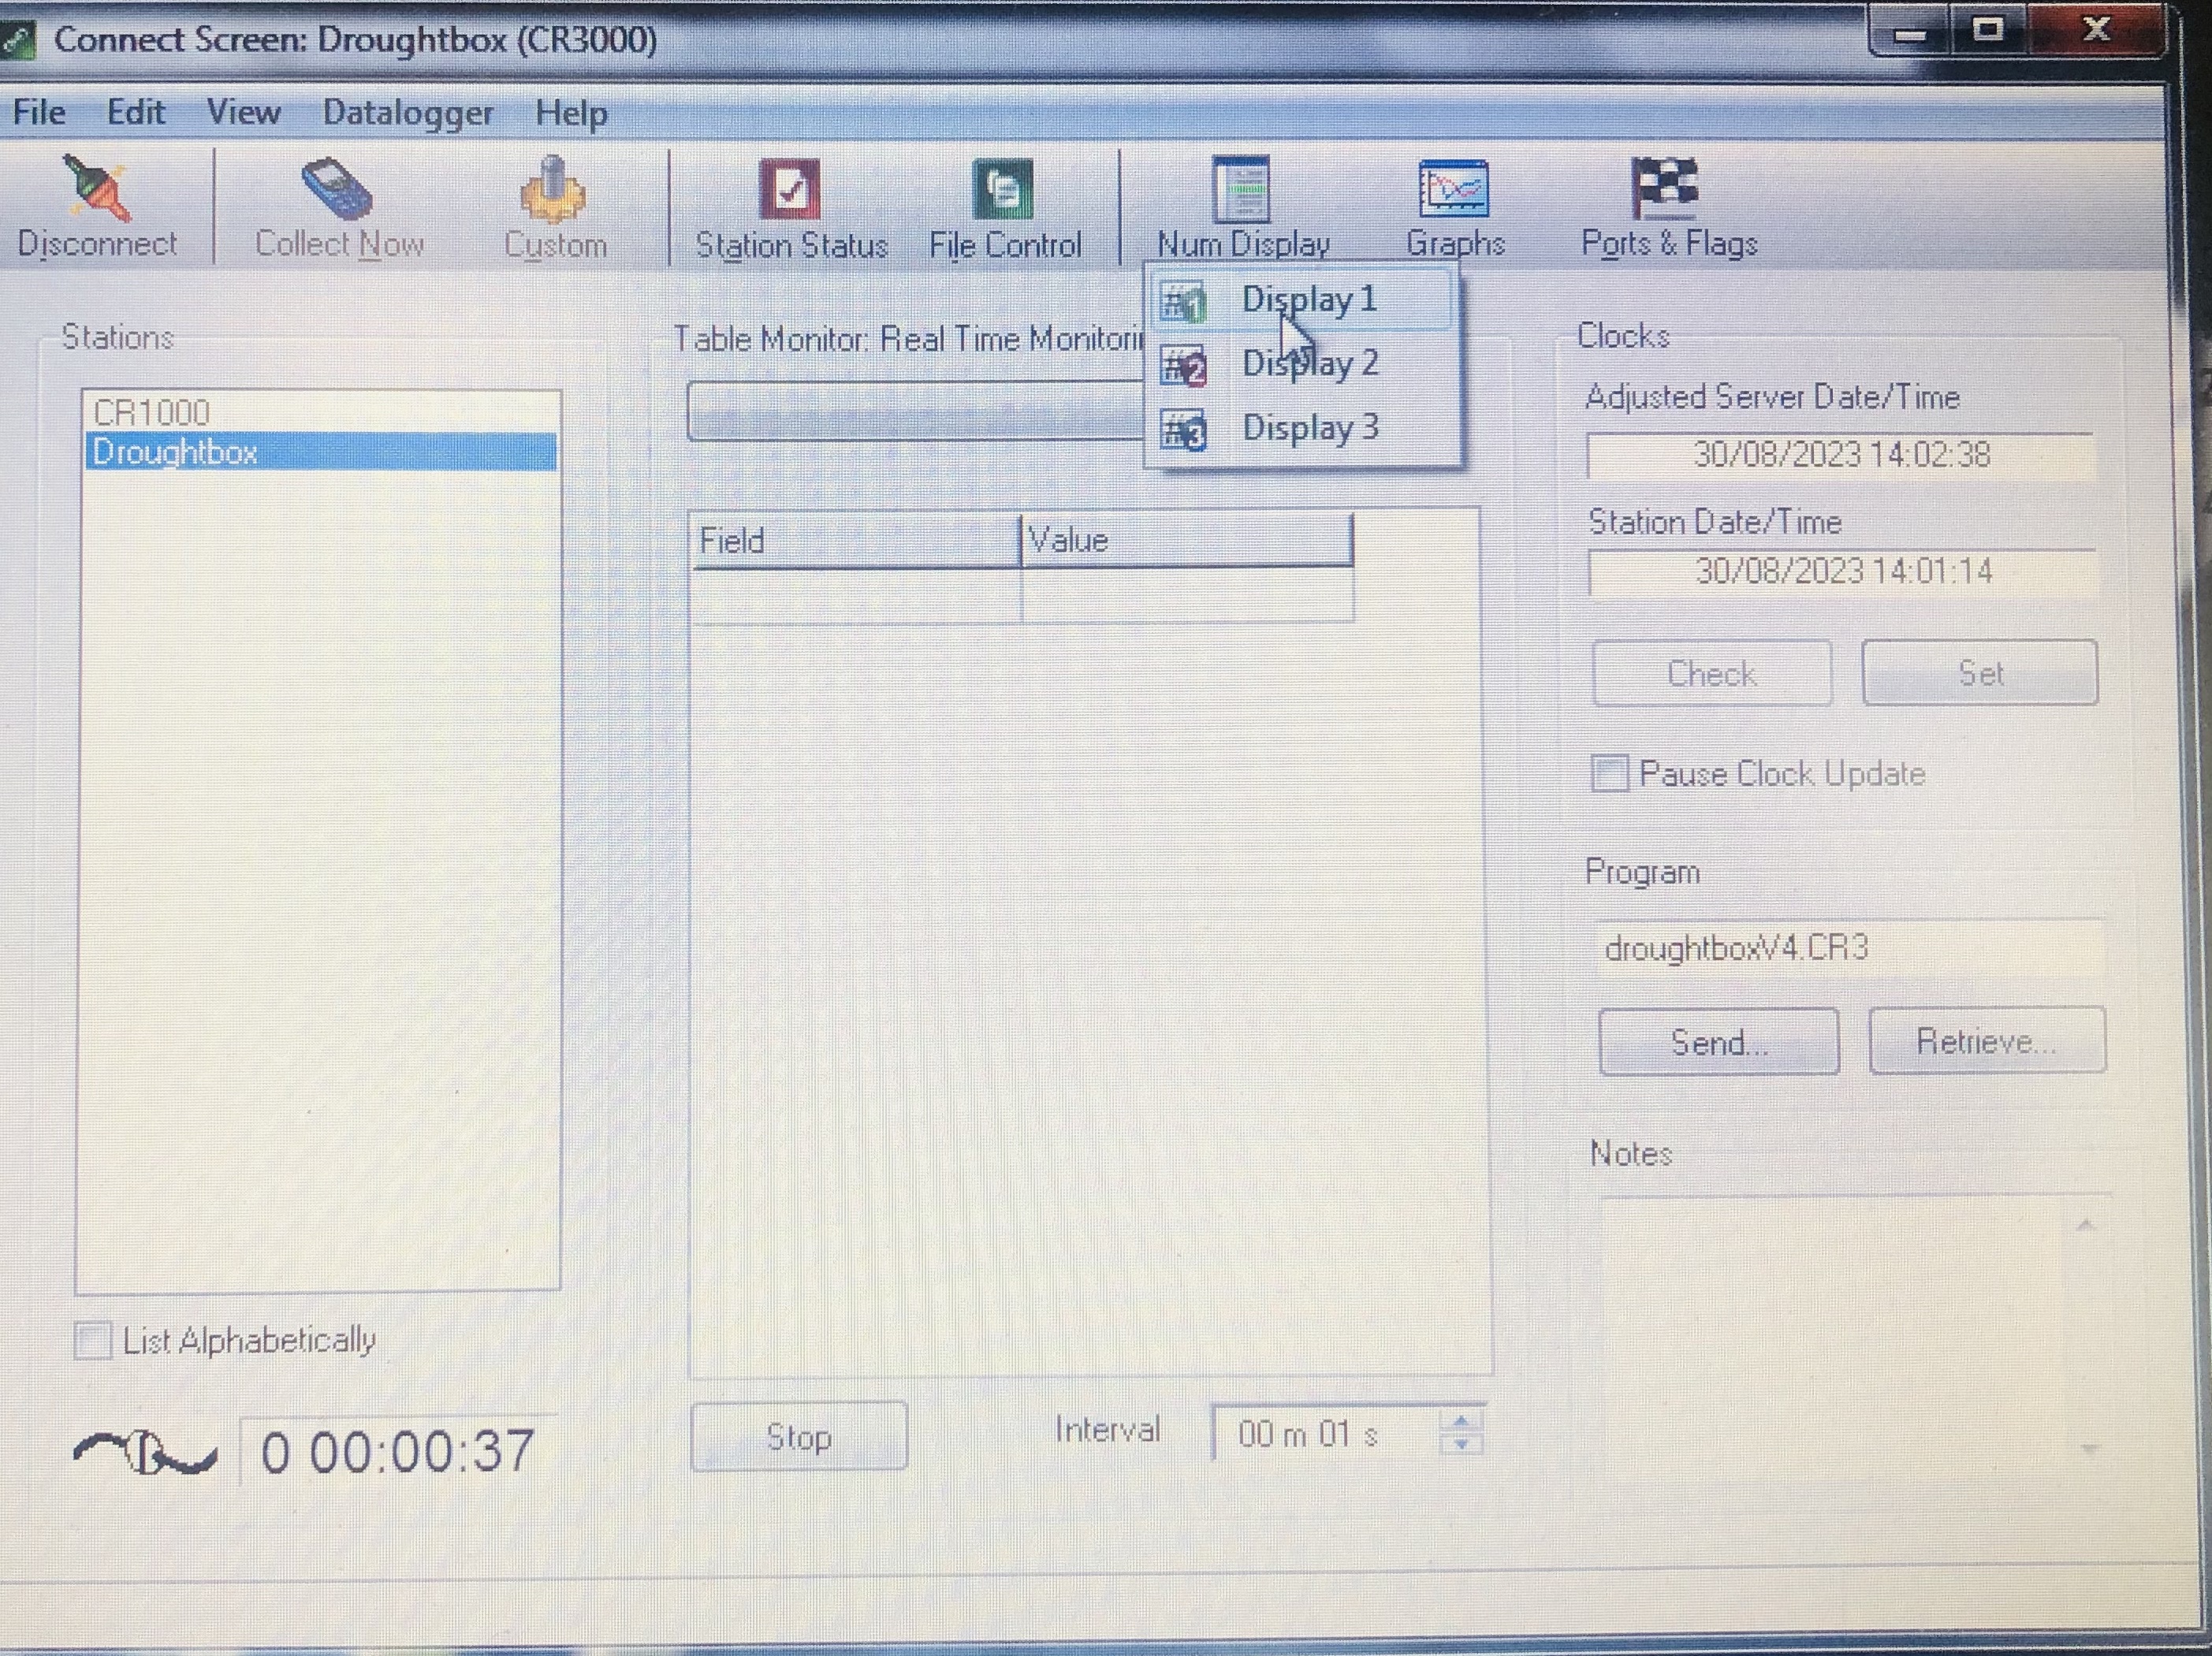 Connect Screen: Droughtbox (CR3000)
File Edit View Datalogger Help
Disconnect Collect Now Custom Station Status File Control Num Display Graphs Ports & Flags
#1 Display 1
#2 Display 2
#3 Display 3
Stations
CR1000
Droughtbox
List Alphabetically
0 00:00:37
Table Monitor: Real Time Monitorin
Field Value
Stop Interval 00 m 01 s
Clocks
Adjusted Server Date/Time
30/08/2023 14:02:38
Station Date/Time
30/08/2023 14:01:14
Check Set
Pause Clock Update
Program
droughtboxV4.CR3
Send... Retrieve...
Notes